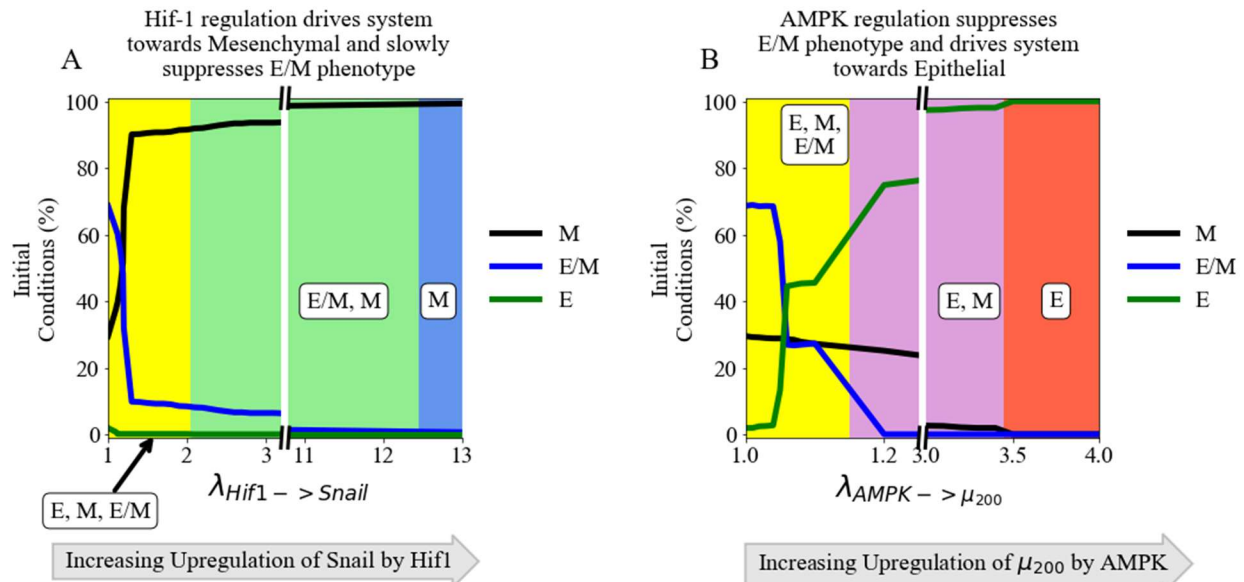 Hif-1 regulation drives system
towards Mesenchymal and slowly
suppresses E/M phenotype
A
Initial
Conditions (%)
100
80
60
40
20
0
E/M, M
M
1
2
3
11
12
13
λHif1->Snail
E, M, E/M
M
E/M
E
Increasing Upregulation of Snail by Hif1
AMPK regulation suppresses
E/M phenotype and drives system
towards Epithelial
B
Initial
Conditions (%)
100
80
60
40
20
0
E, M,
E/M
E, M
E
1.0
1.2
3.0
3.5
4.0
λAMPK->μ200
M
E/M
E
Increasing Upregulation of μ200 by AMPK